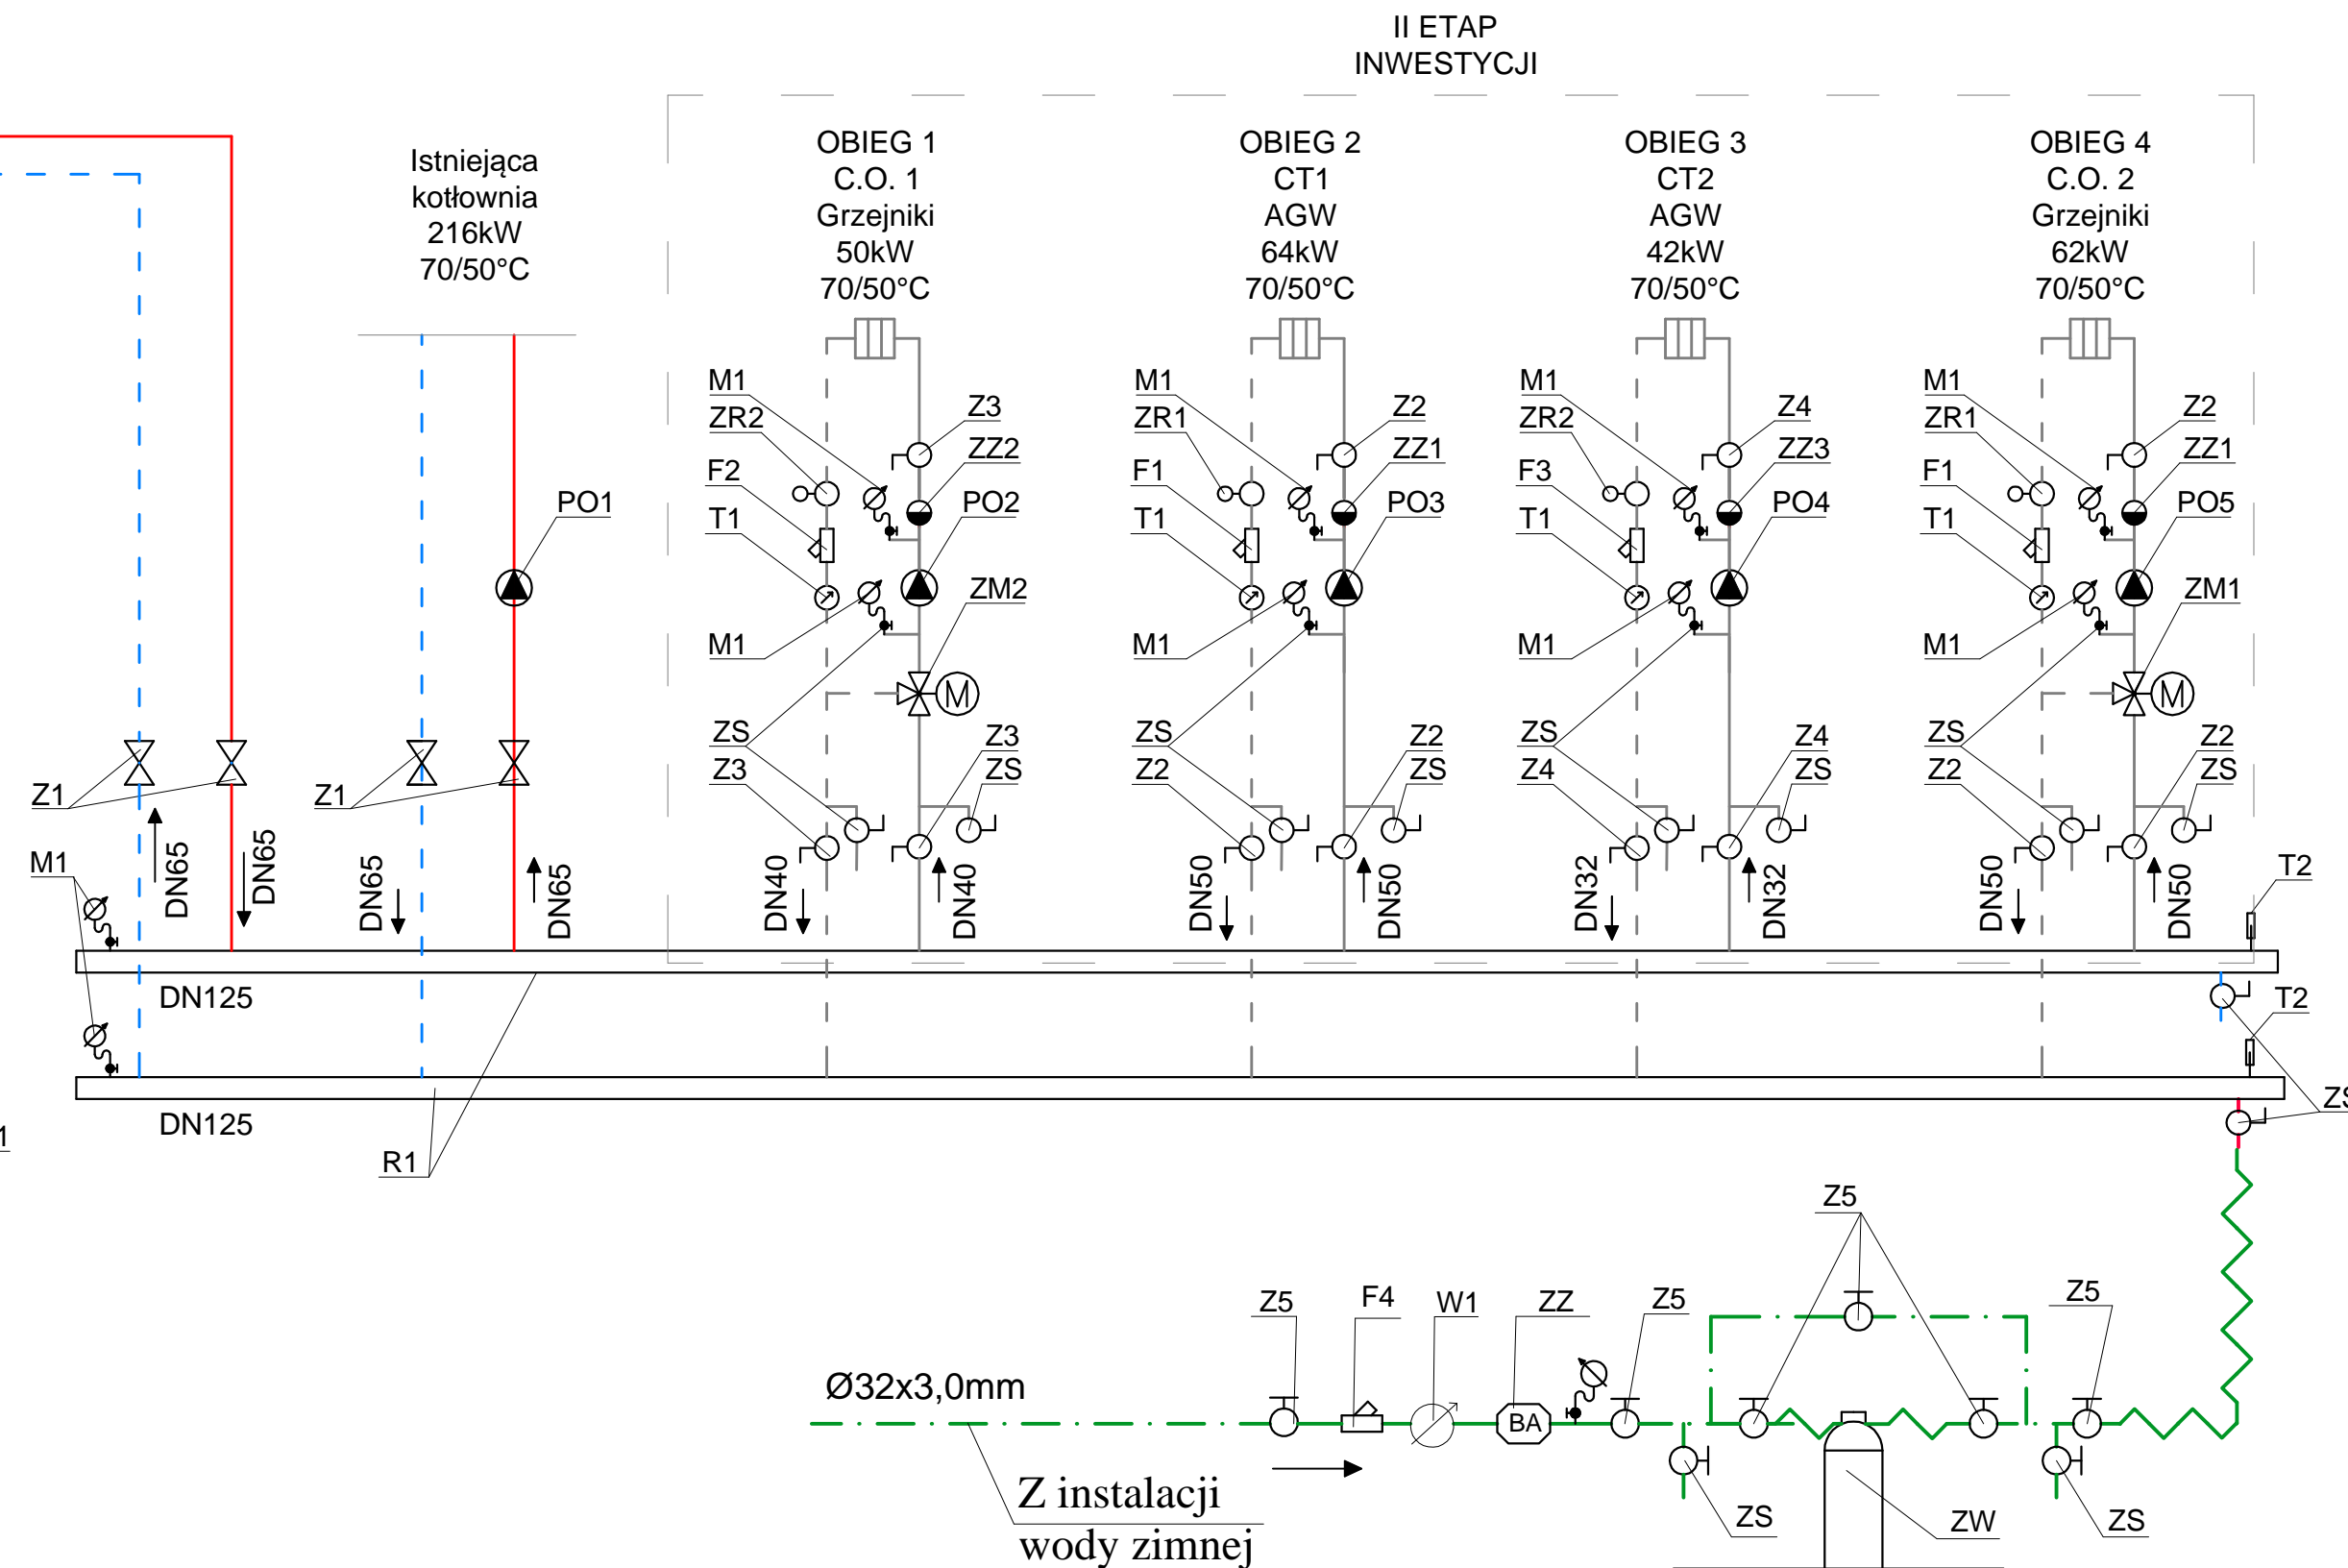 II ETAP
INWESTYCJI
Istniejąca
kotłownia
216kW
70/50°C
OBIEG 1
C.O. 1
Grzejniki
50kW
70/50°C
OBIEG 2
CT1
AGW
64kW
70/50°C
OBIEG 3
CT2
AGW
42kW
70/50°C
OBIEG 4
C.O. 2
Grzejniki
62kW
70/50°C
PO1
Z1
Z1
M1
DN65
DN65
DN65
DN65
M1
ZR2
F2
T1
M1
Z3
ZZ2
PO2
ZM2
M
ZS
Z3
Z3
ZS
DN40
DN40
M1
ZR1
F1
T1
M1
Z2
ZZ1
PO3
ZS
Z2
Z2
ZS
DN50
DN50
M1
ZR2
F3
T1
M1
Z4
ZZ3
PO4
ZS
Z4
Z4
ZS
DN32
DN32
M1
ZR1
F1
T1
M1
Z2
ZZ1
PO5
ZM1
M
ZS
Z2
Z2
ZS
DN50
DN50
T2
DN125
T2
DN125
ZS
1
R1
Z5
Z5
F4
W1
ZZ
Z5
Z5
BA
Ø32x3,0mm
Z instalacji
wody zimnej
ZS
ZW
ZS